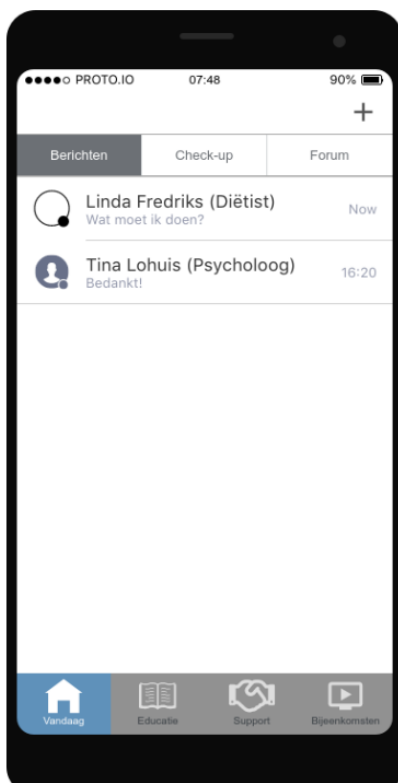 PROTO.IO 07:48 90%
+
Berichten Check-up Forum
Linda Fredriks (Diëtist) Now
Wat moet ik doen?
Tina Lohuis (Psycholoog) 16:20
Bedankt!
Vandaag Educatie Support Bijeenkomsten